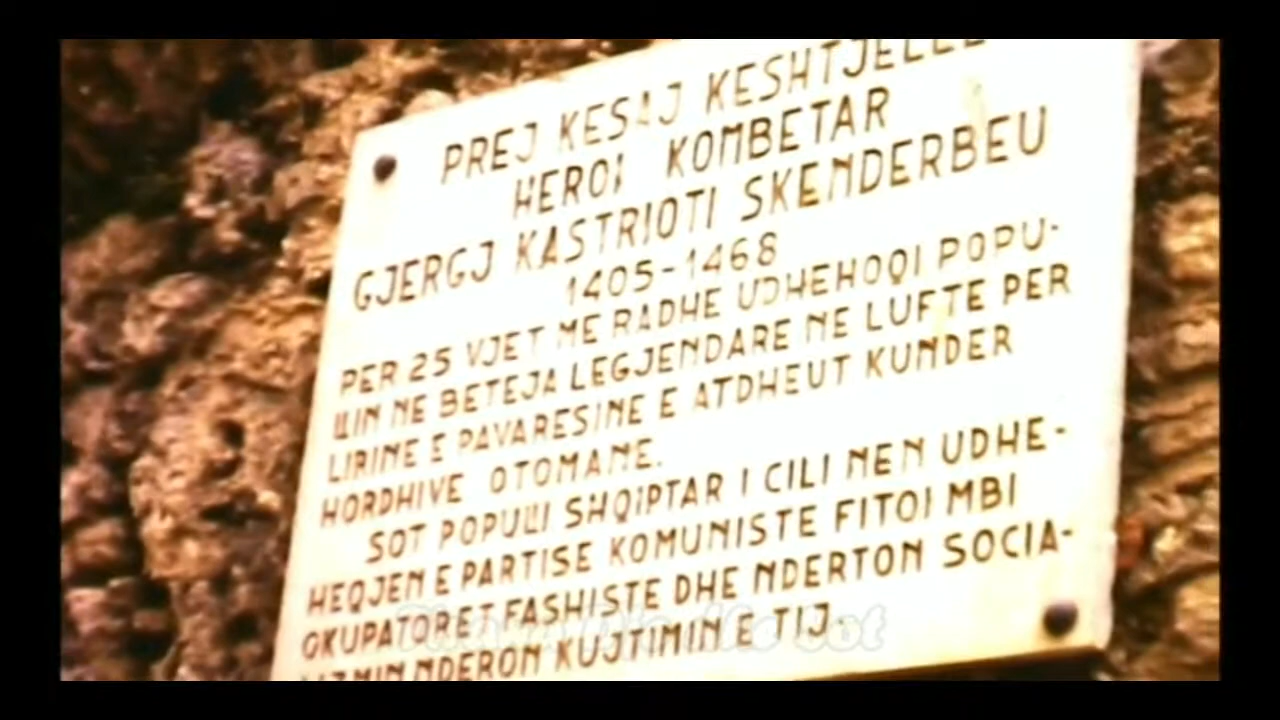 PREJ KESAJ KESHTJELLE
HEROI KOMBETAR
GJERGJ KASTRIOTI SKENDERBEU
1405-1468
PER 25 VJET ME RADHE UDHEHOQI POPU-
LLIN NE BETEJA LEGJENDARE NE LUFTE PER
LIRINE E PAVARESINE E ATDHEUT KUNDER
HORDHIVE OTOMANE.
SOT POPULLI SHQIPTAR I CILI NEN UDHE-
HEQJEN E PARTISE KOMUNISTE FITOI MBI
OKUPATORET FASHISTE DHE NDERTON SOCIA-
LIZMIN NDERON KUJTIMIN E TIJ.